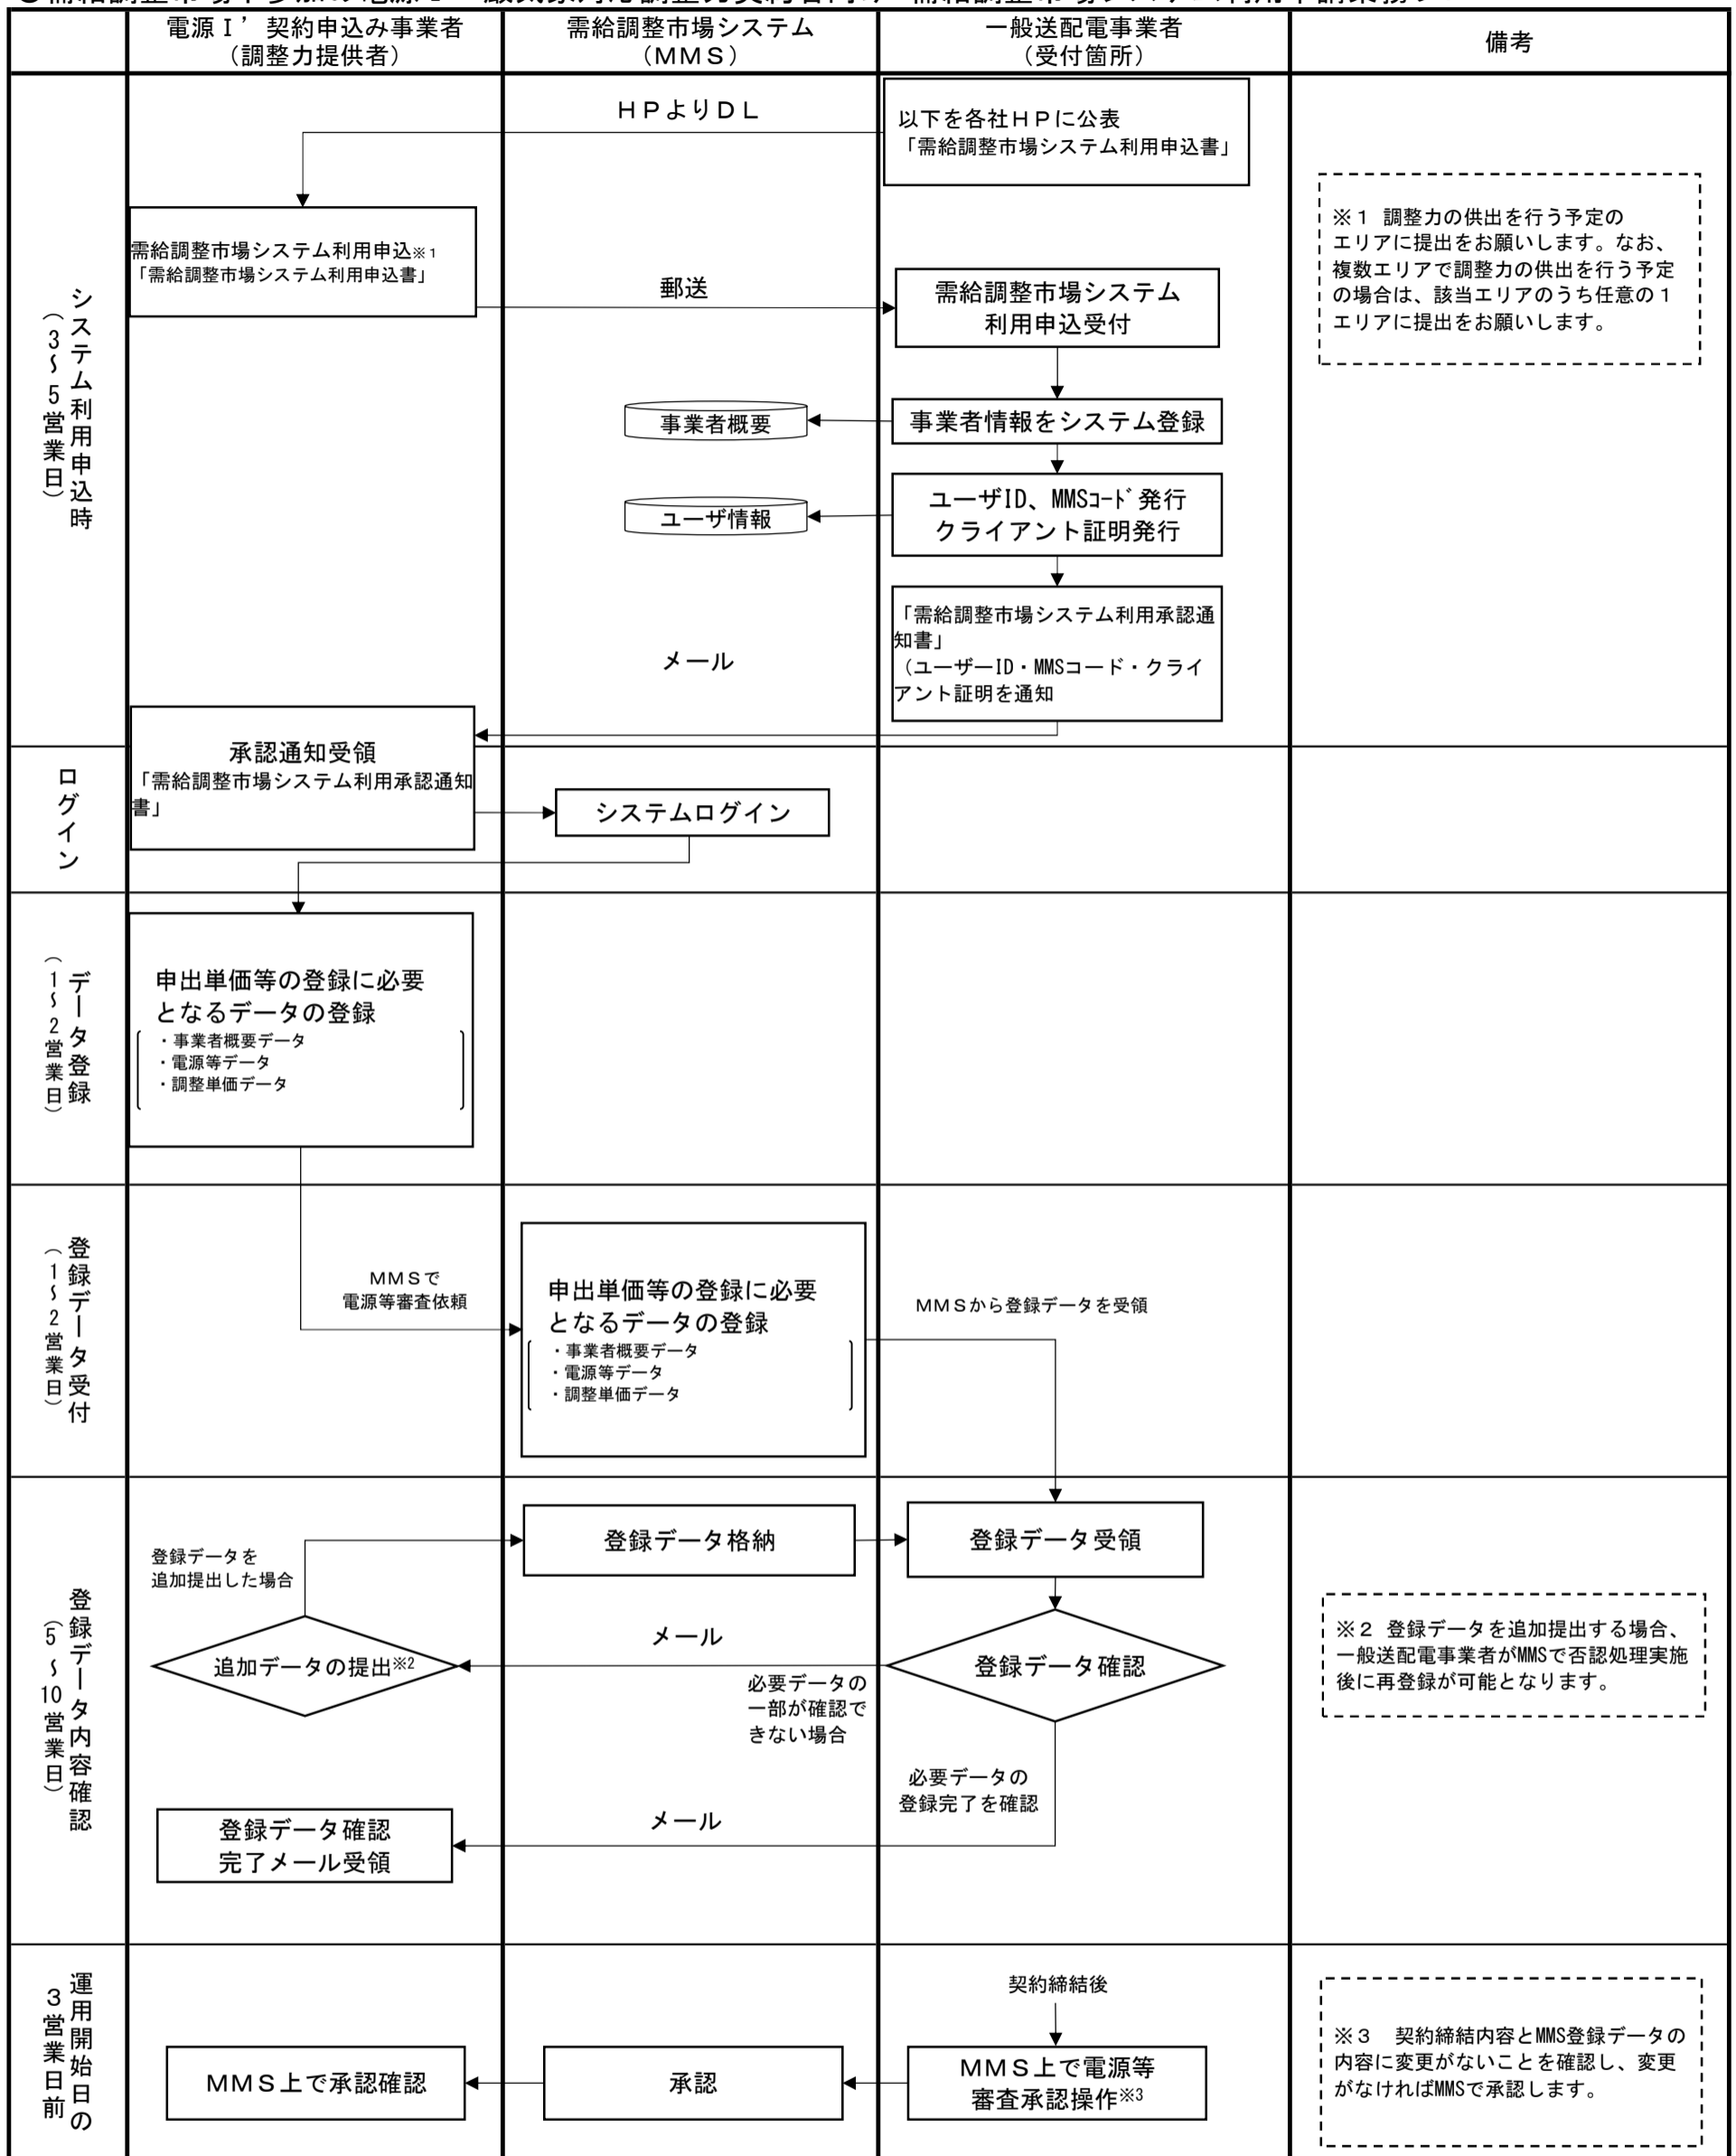 電源Ⅰ’契約申込み事業者
（調整力提供者）
需給調整市場システム
（ＭＭＳ）
一般送配電事業者
（受付箇所）
備考
システム利用申込時
（３～５営業日）
ＨＰよりＤＬ
以下を各社ＨＰに公表
「需給調整市場システム利用申込書」
需給調整市場システム利用申込※１
「需給調整市場システム利用申込書」
郵送
需給調整市場システム
利用申込受付
※１ 調整力の供出を行う予定の
エリアに提出をお願いします。なお、
複数エリアで調整力の供出を行う予定
の場合は、該当エリアのうち任意の１
エリアに提出をお願いします。
事業者概要
事業者情報をシステム登録
ユーザ情報
ユーザID、MMSｺｰﾄﾞ発行
クライアント証明発行
メール
「需給調整市場システム利用承認通
知書」
（ユーザーID・MMSコード・クライ
アント証明を通知
承認通知受領
「需給調整市場システム利用承認通知
書」
ログイン
システムログイン
データ登録
（１～２営業日）
申出単価等の登録に必要
となるデータの登録
・事業者概要データ
・電源等データ
・調整単価データ
登録データ受付
（１～２営業日）
ＭＭＳで
電源等審査依頼
申出単価等の登録に必要
となるデータの登録
・事業者概要データ
・電源等データ
・調整単価データ
ＭＭＳから登録データを受領
登録データ内容確認
（５～10営業日）
登録データを
追加提出した場合
登録データ格納
登録データ受領
追加データの提出※2
メール
必要データの
一部が確認で
きない場合
登録データ確認
※２ 登録データを追加提出する場合、
一般送配電事業者がMMSで否認処理実施
後に再登録が可能となります。
必要データの
登録完了を確認
メール
登録データ確認
完了メール受領
運用開始日の
３営業日前
契約締結後
ＭＭＳ上で承認確認
承認
ＭＭＳ上で電源等
審査承認操作※3
※３　契約締結内容とMMS登録データの
内容に変更がないことを確認し、変更
がなければMMSで承認します。